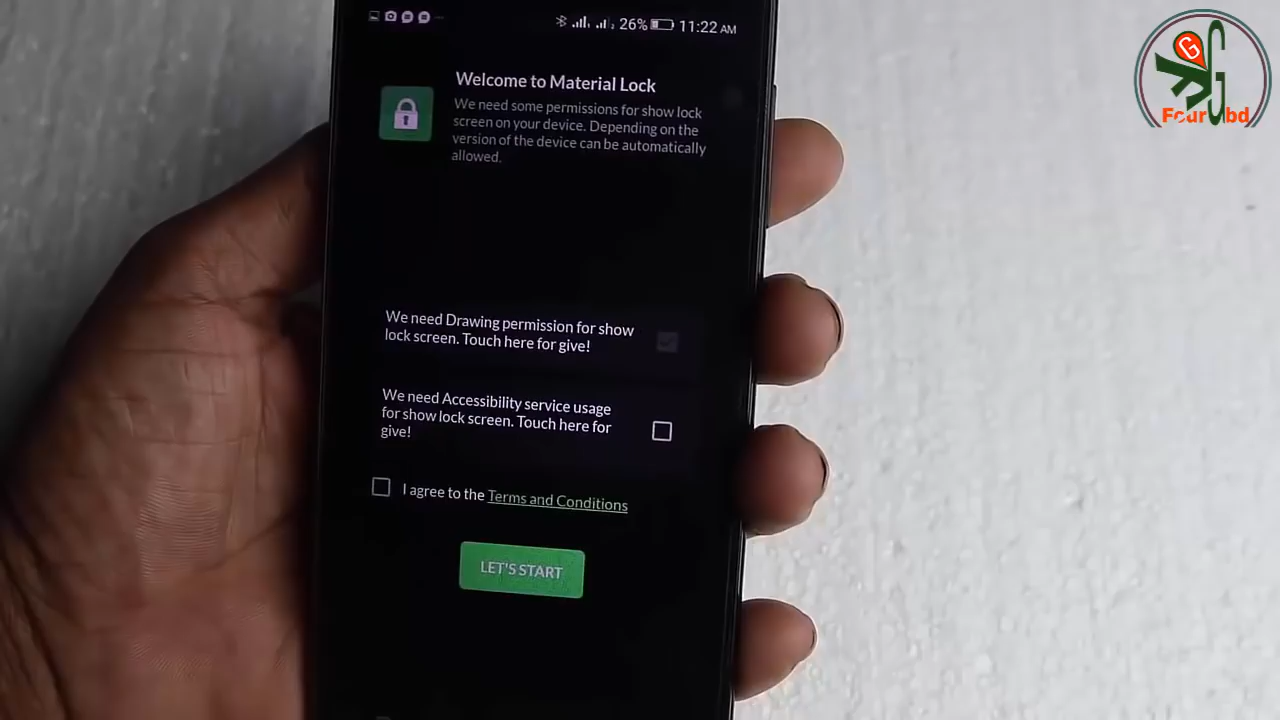 26% 11:22 AM
Welcome to Material Lock
We need some permissions for show lock
screen on your device. Depending on the
version of the device can be automatically
allowed.
We need Drawing permission for show
lock screen. Touch here for give!
We need Accessibility service usage
for show lock screen. Touch here for
give!
I agree to the Terms and Conditions
LET'S START
G